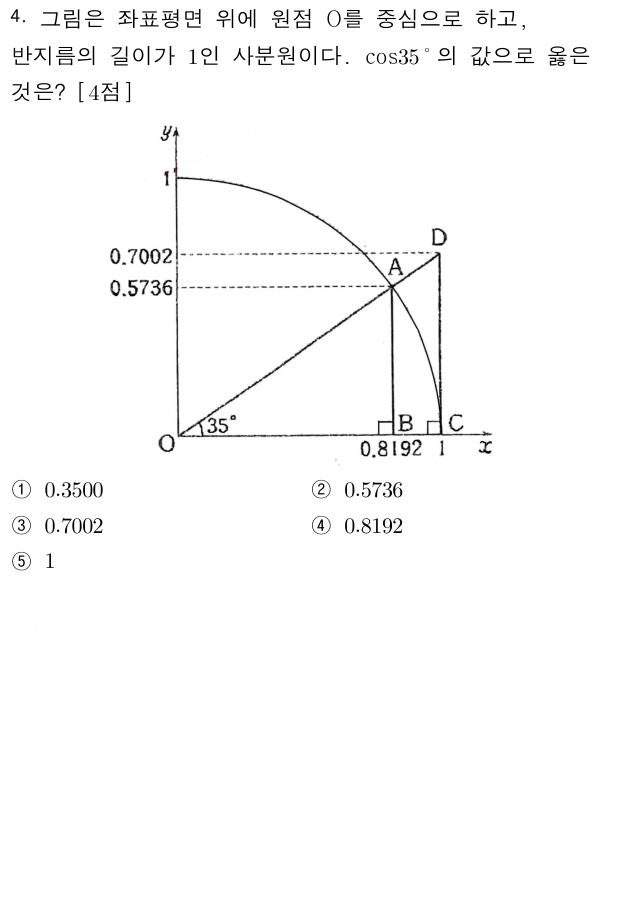 4. 그림은 좌표평면 위에 원점 O를 중심으로 하고,
반지름의 길이가 1인 사분원이다. cos35°의 값으로 옳은
것은? [4점]
y
1
D
0.7002
A
0.5736
35°
B
C
O
0.8192 1 x
① 0.3500 ② 0.5736
③ 0.7002 ④ 0.8192
⑤ 1